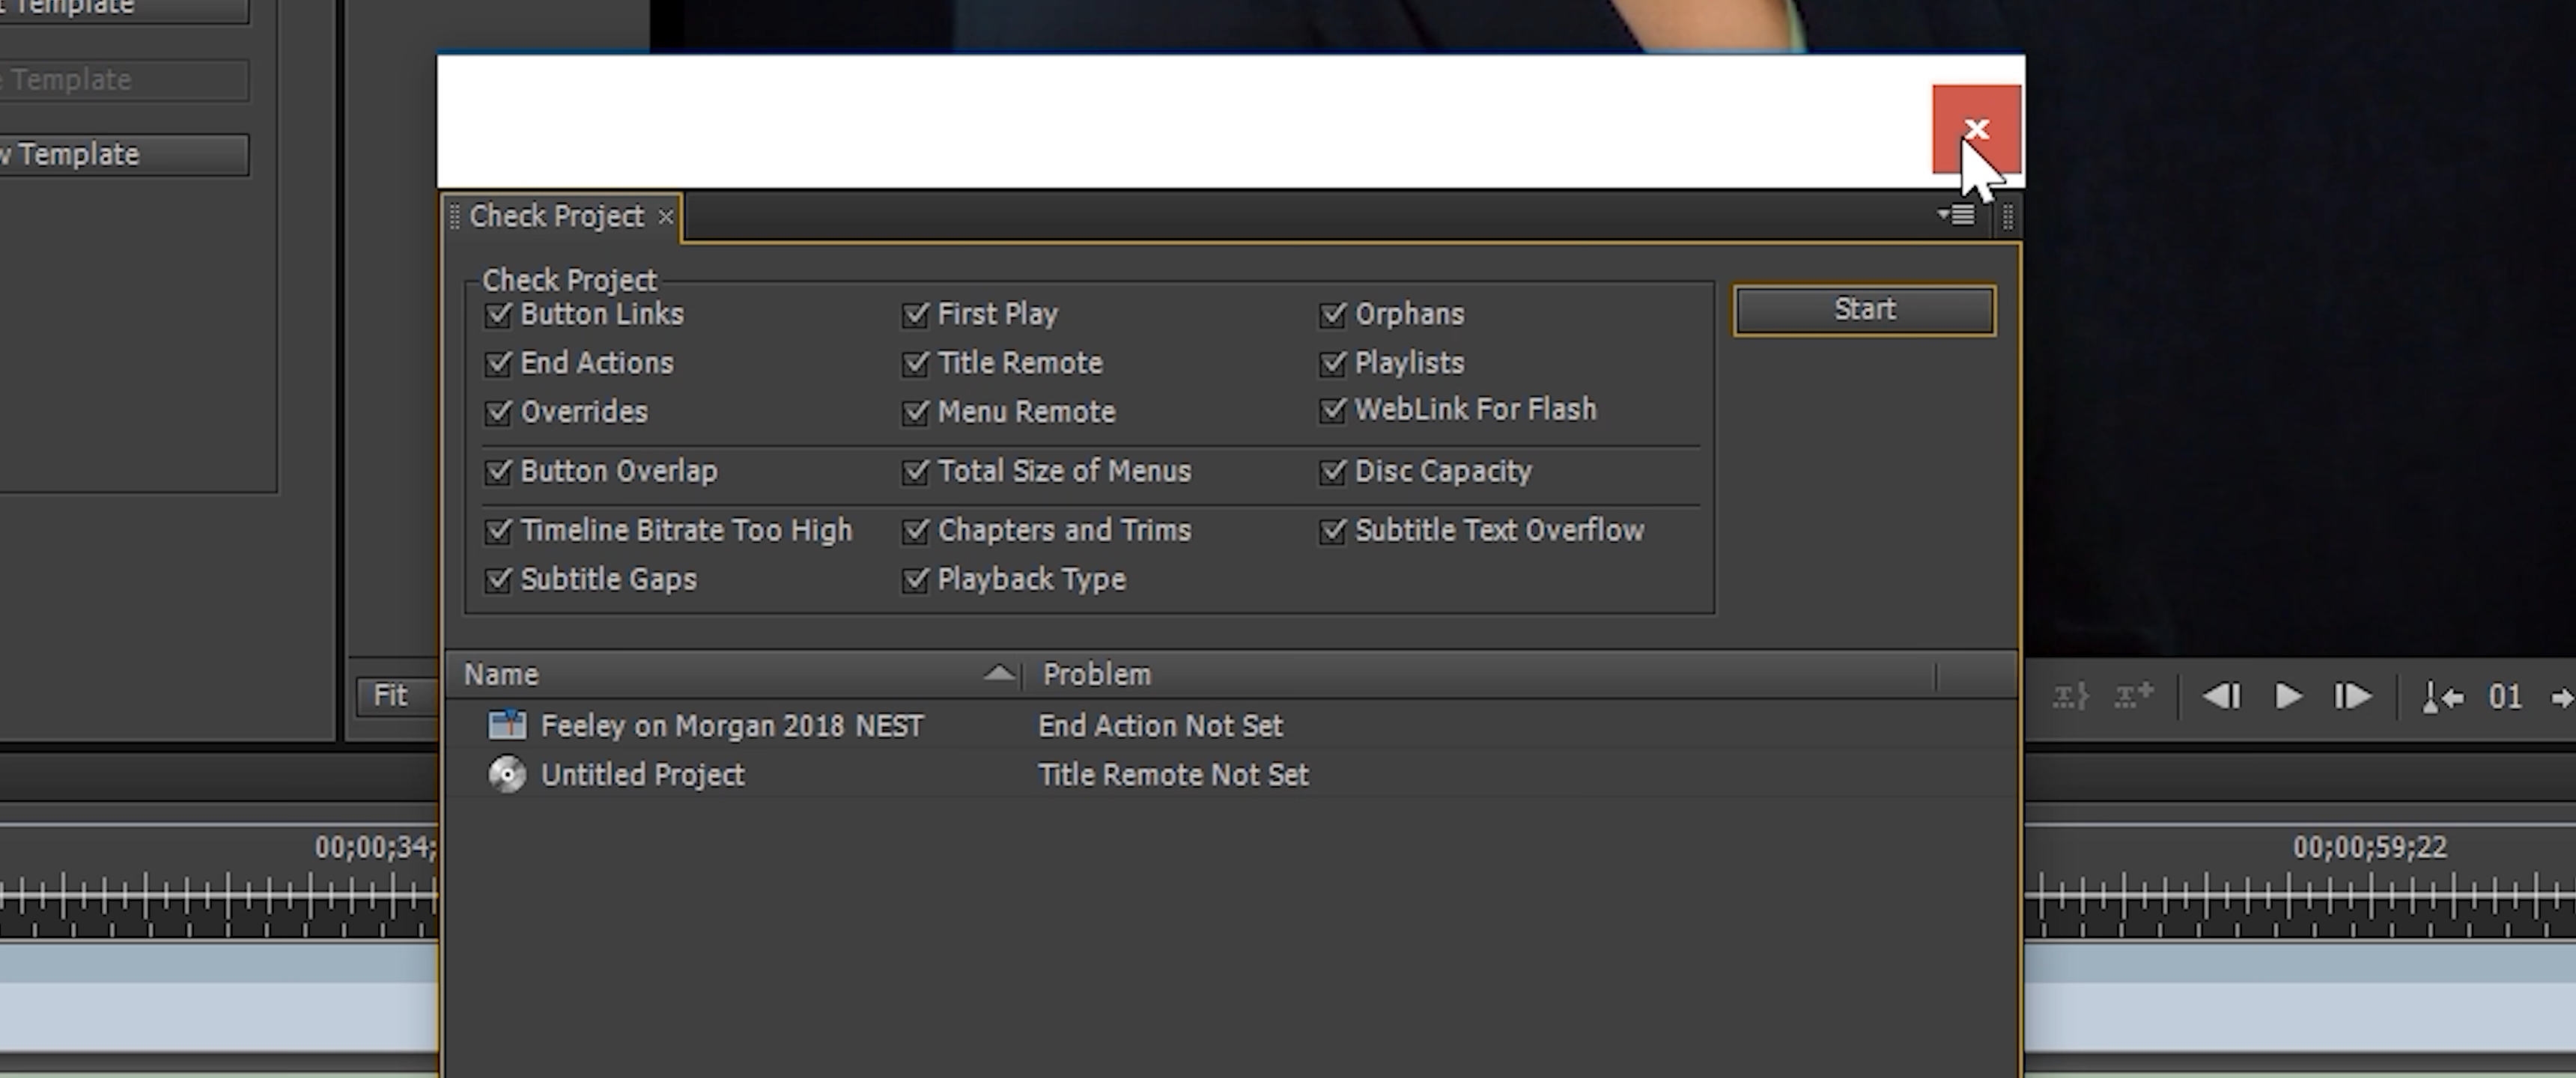 Template
Template
Template
Check Project
Check Project
Button Links First Play Orphans Start
End Actions Title Remote Playlists
Overrides Menu Remote WebLink For Flash
Button Overlap Total Size of Menus Disc Capacity
Timeline Bitrate Too High Chapters and Trims Subtitle Text Overflow
Subtitle Gaps Playback Type
Name Problem
Fit
01
Feeley on Morgan 2018 NEST End Action Not Set
Untitled Project Title Remote Not Set
00;00;34;
00;00;59;22